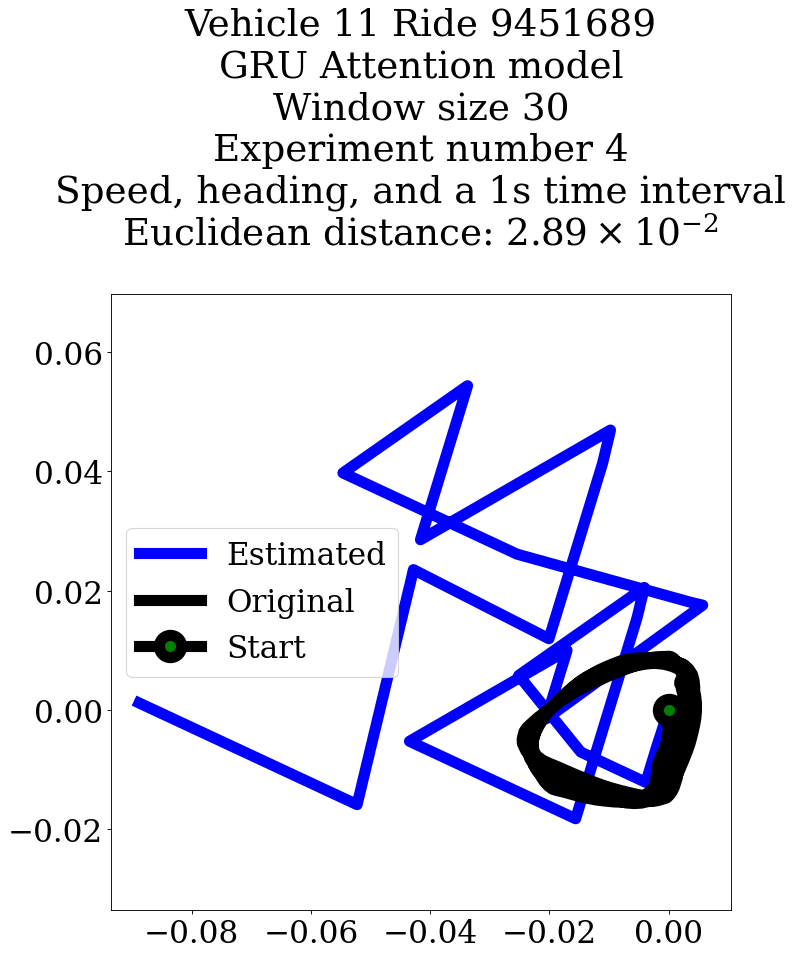 Vehicle 11 Ride 9451689
GRU Attention model
Window size 30
Experiment number 4
Speed, heading, and a 1s time interval
Euclidean distance: 2.89 × 10⁻²
0.06
0.04
0.02
0.00
−0.02
Estimated
Original
Start
−0.08 −0.06 −0.04 −0.02 0.00